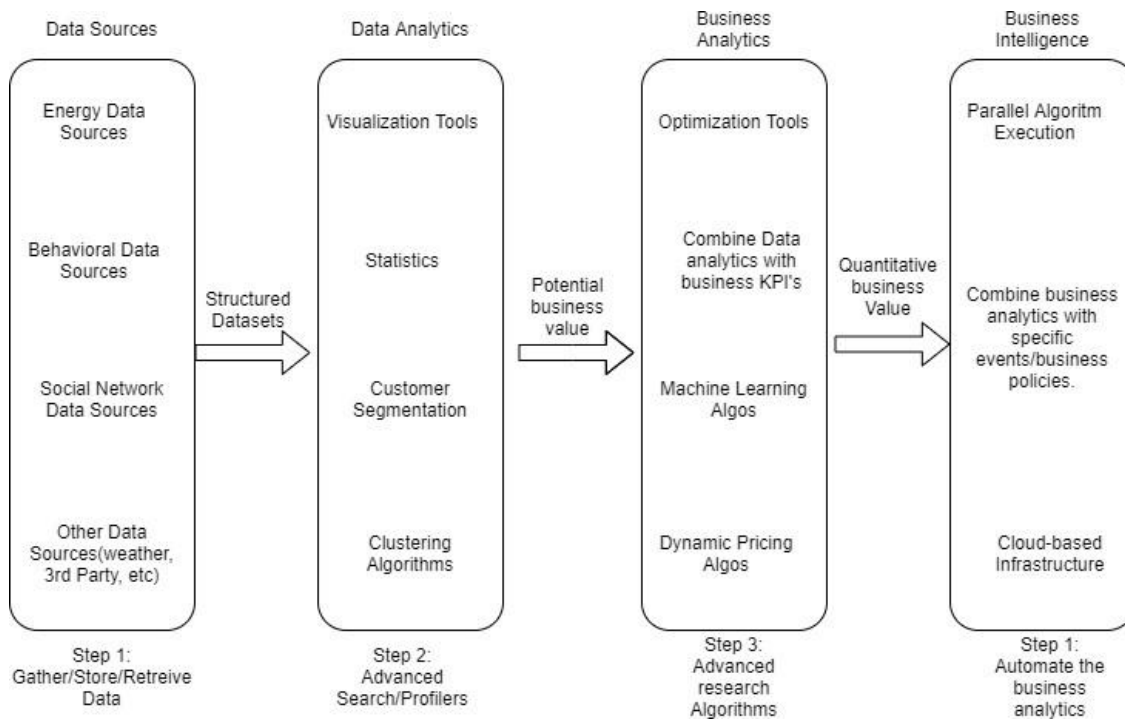 Data Sources
Energy Data
Sources
Behavioral Data
Sources
Social Network
Data Sources
Other Data
Sources(weather,
3rd Party, etc)
Step 1:
Gather/Store/Retreive
Data
Structured
Datasets
Data Analytics
Visualization Tools
Statistics
Customer
Segmentation
Clustering
Algorithms
Step 2:
Advanced
Search/Profilers
Potential
business
value
Business
Analytics
Optimization Tools
Combine Data
analytics with
business KPI's
Machine Learning
Algos
Dynamic Pricing
Algos
Step 3:
Advanced
research
Algorithms
Quantitative
business
Value
Business
Intelligence
Parallel Algoritm
Execution
Combine business
analytics with
specific
events/business
policies.
Cloud-based
Infrastructure
Step 1:
Automate the
business
analytics